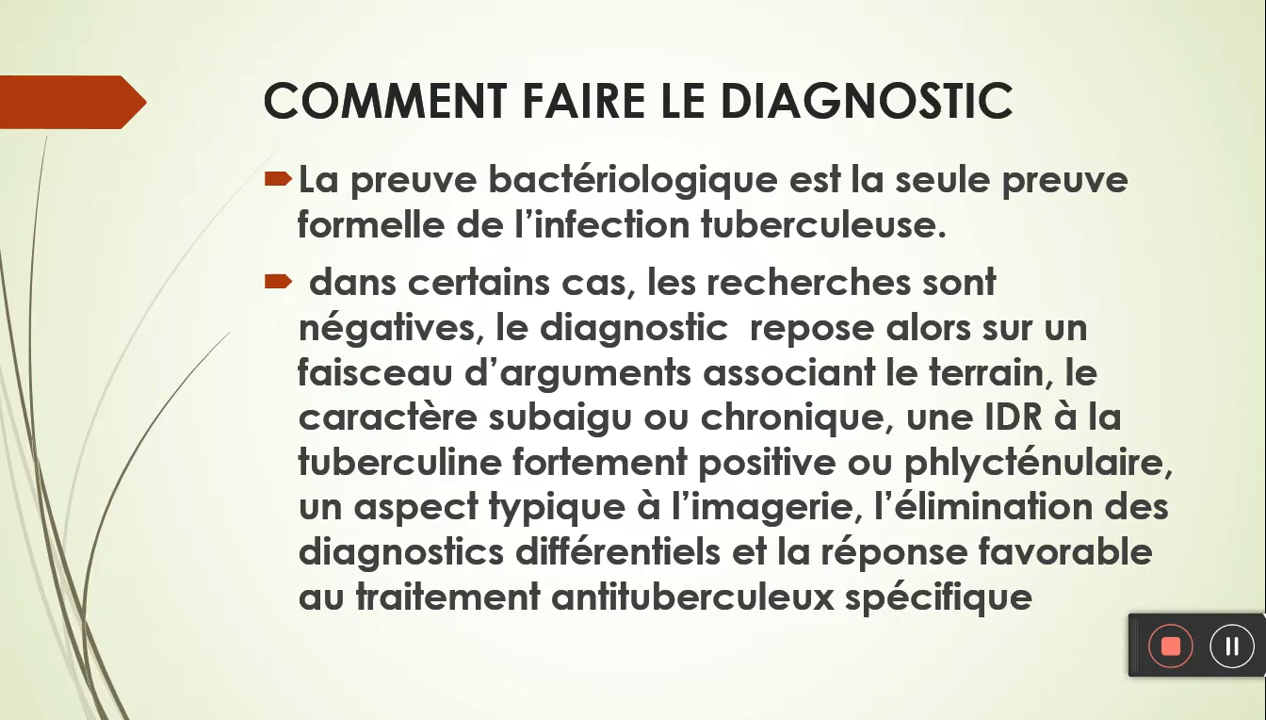 COMMENT FAIRE LE DIAGNOSTIC
La preuve bactériologique est la seule preuve
formelle de l’infection tuberculeuse.
dans certains cas, les recherches sont
négatives, le diagnostic  repose alors sur un
faisceau d’arguments associant le terrain, le
caractère subaigu ou chronique, une IDR à la
tuberculine fortement positive ou phlycténulaire,
un aspect typique à l’imagerie, l’élimination des
diagnostics différentiels et la réponse favorable
au traitement antituberculeux spécifique